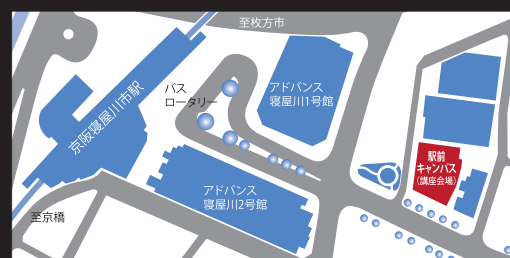 至枚方市
京阪寝屋川市駅
バス
ロータリー
アドバンス
寝屋川1号館
駅前
キャンパス
(講座会場)
アドバンス
寝屋川2号館
至京橋